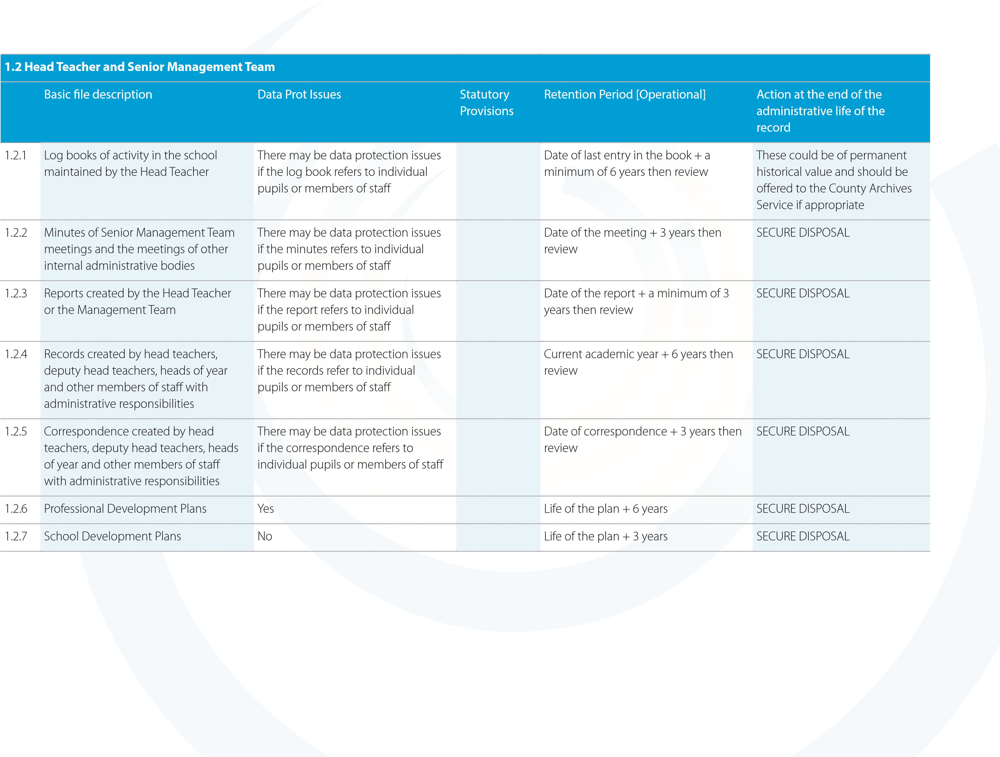 1.2 Head Teacher and Senior Management Team
Basic file description
Data Prot Issues
Statutory
Provisions
Retention Period [Operational]
Action at the end of the
administrative life of the
record
1.2.1
Log books of activity in the school
maintained by the Head Teacher
There may be data protection issues
if the log book refers to individual
pupils or members of staff
Date of last entry in the book + a
minimum of 6 years then review
These could be of permanent
historical value and should be
offered to the County Archives
Service if appropriate
1.2.2
Minutes of Senior Management Team
meetings and the meetings of other
internal administrative bodies
There may be data protection issues
if the minutes refers to individual
pupils or members of staff
Date of the meeting + 3 years then
review
SECURE DISPOSAL
1.2.3
Reports created by the Head Teacher
or the Management Team
There may be data protection issues
if the report refers to individual
pupils or members of staff
Date of the report + a minimum of 3
years then review
SECURE DISPOSAL
1.2.4
Records created by head teachers,
deputy head teachers, heads of year
and other members of staff with
administrative responsibilities
There may be data protection issues
if the records refer to individual
pupils or members of staff
Current academic year + 6 years then
review
SECURE DISPOSAL
1.2.5
Correspondence created by head
teachers, deputy head teachers, heads
of year and other members of staff
with administrative responsibilities
There may be data protection issues
if the correspondence refers to
individual pupils or members of staff
Date of correspondence + 3 years then
review
SECURE DISPOSAL
1.2.6
Professional Development Plans
Yes
Life of the plan + 6 years
SECURE DISPOSAL
1.2.7
School Development Plans
No
Life of the plan + 3 years
SECURE DISPOSAL